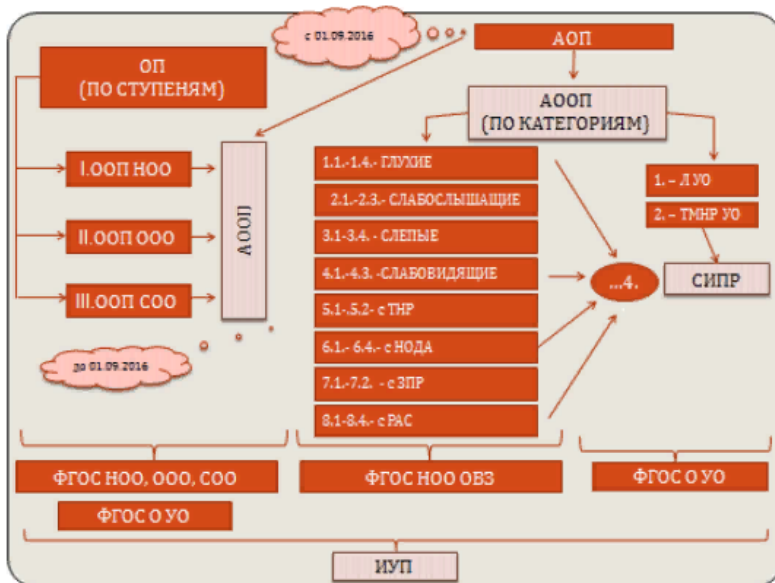 с 01.09.2016
АОП
ОП
(ПО СТУПЕНЯМ)
АООП
(ПО КАТЕГОРИЯМ)
I.ООП НОО
II.ООП ООО
III.ООП СОО
АООП
1.1.-1.4.- ГЛУХИЕ
2.1.-2.3.- СЛАБОСЛЫШАЩИЕ
3.1-3.4. – СЛЕПЫЕ
4.1.-4.3. -СЛАБОВИДЯЩИЕ
5.1-.5.2- с ТНР
6.1.- 6.4.- с НОДА
7.1.-7.2. - с ЗПР
8.1-8.4.- с РАС
1. – Л УО
2. – ТМНР УО
...4.
СИПР
до 01.09.2016
ФГОС НОО, ООО, СОО
ФГОС О УО
ФГОС НОО ОВЗ
ФГОС О УО
ИУП